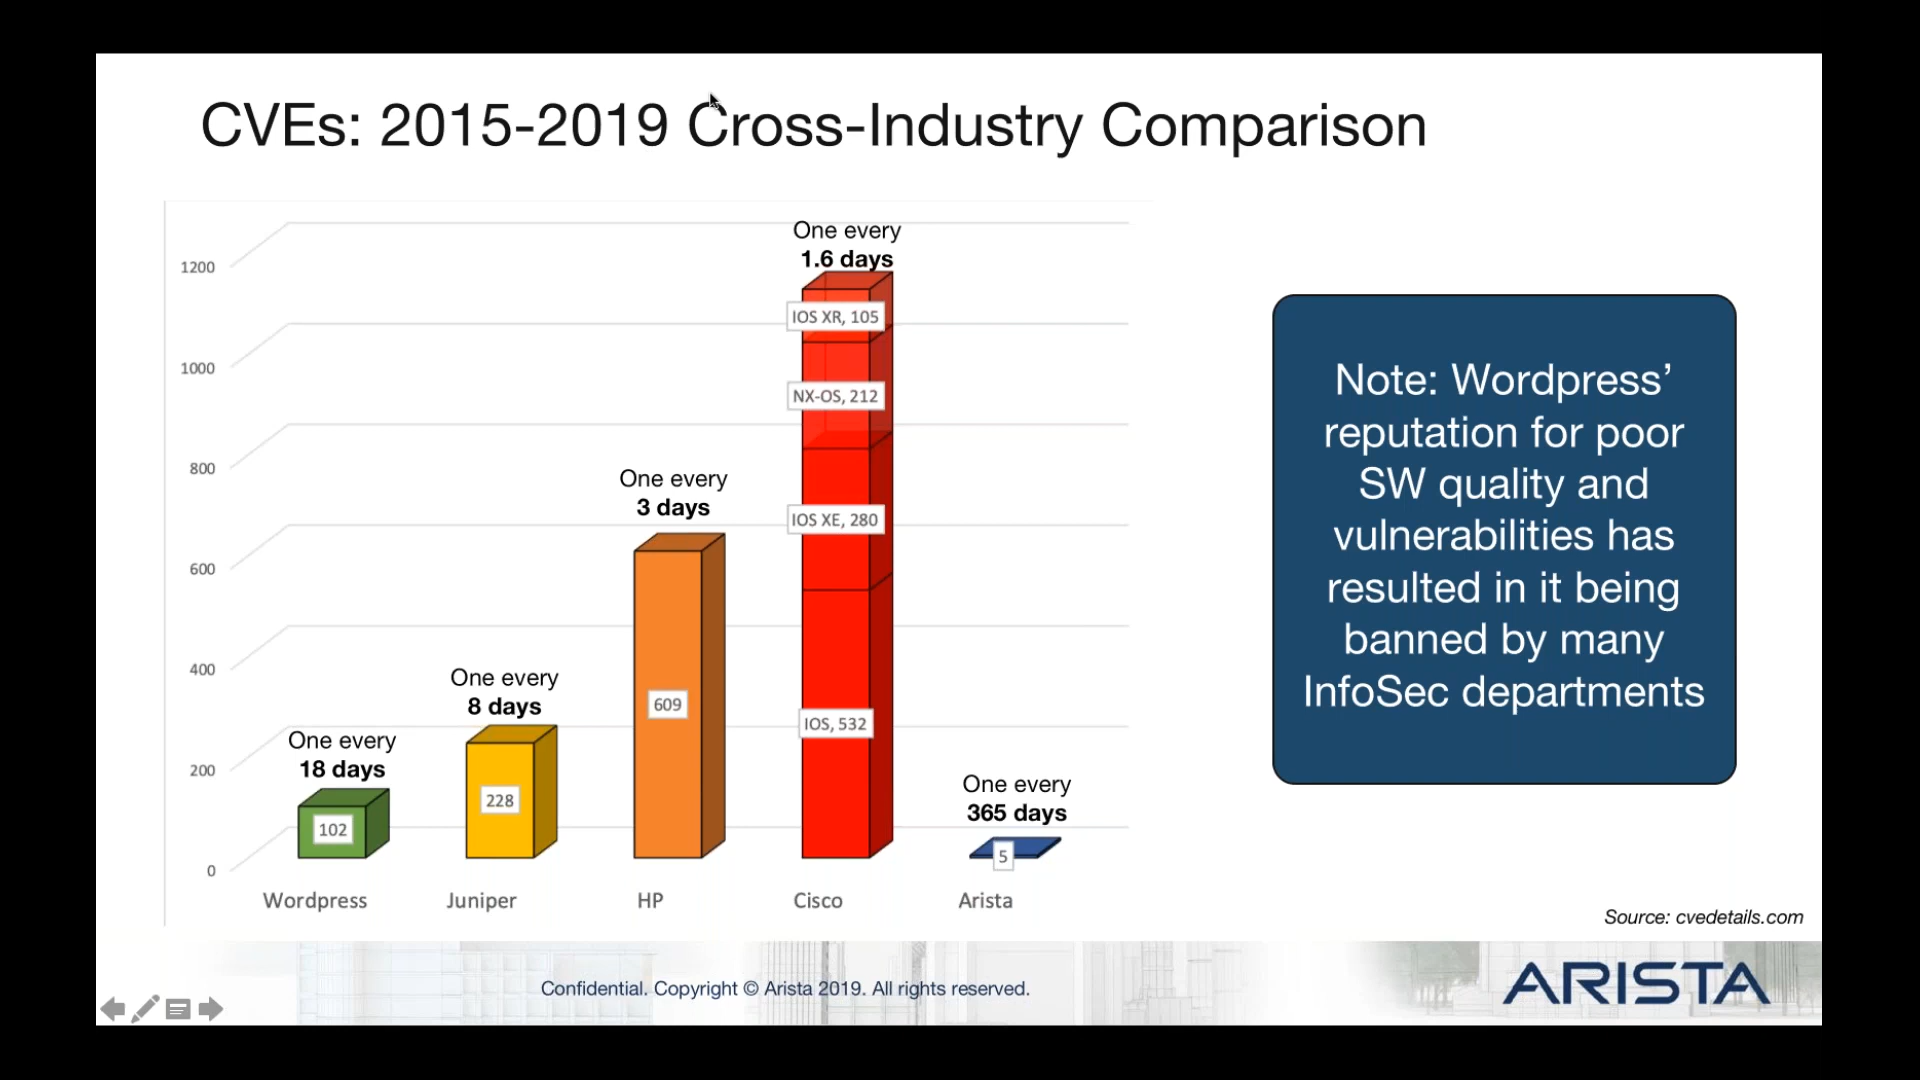 CVEs: 2015-2019 Cross-Industry Comparison
One every
1.6 days
1200
IOS XR, 105
1000
NX-OS, 212
800
One every
3 days
IOS XE, 280
600
609
IOS, 532
400
One every
8 days
228
One every
18 days
102
200
One every
365 days
5
0
Wordpress
Juniper
HP
Cisco
Arista
Note: Wordpress’
reputation for poor
SW quality and
vulnerabilities has
resulted in it being
banned by many
InfoSec departments
Source: cvedetails.com
Confidential. Copyright © Arista 2019. All rights reserved.
ARISTA